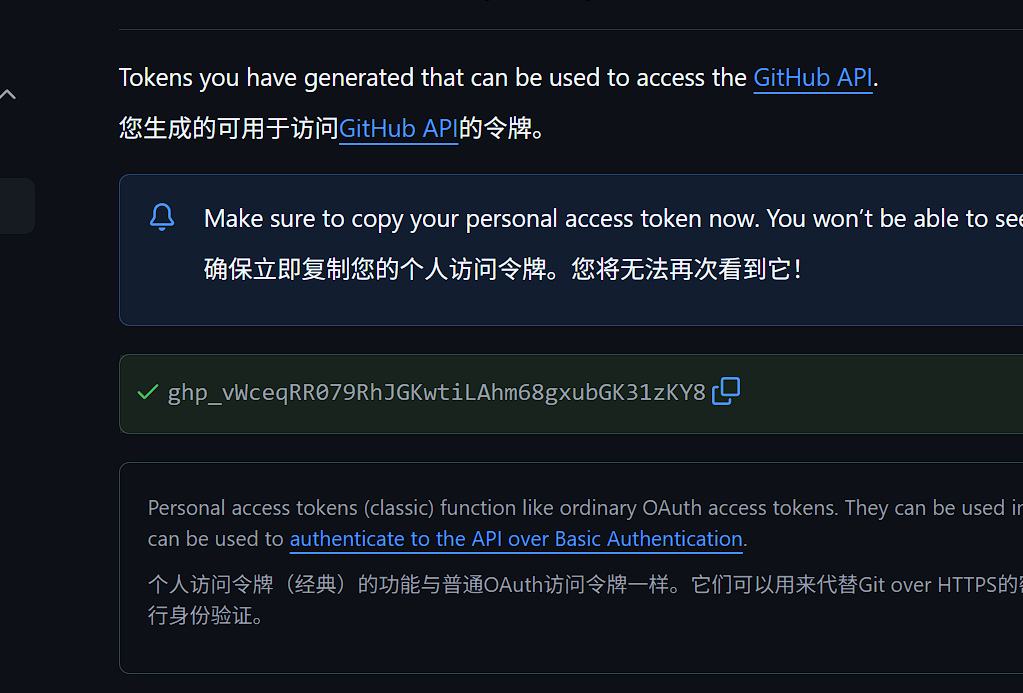 Tokens you have generated that can be used to access the GitHub API.
您生成的可用于访问GitHub API的令牌。
Make sure to copy your personal access token now. You won’t be able to see
确保立即复制您的个人访问令牌。您将无法再次看到它！
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
Personal access tokens (classic) function like ordinary OAuth access tokens. They can be used in
can be used to authenticate to the API over Basic Authentication.
个人访问令牌（经典）的功能与普通OAuth访问令牌一样。它们可以用来代替Git over HTTPS的
行身份验证。